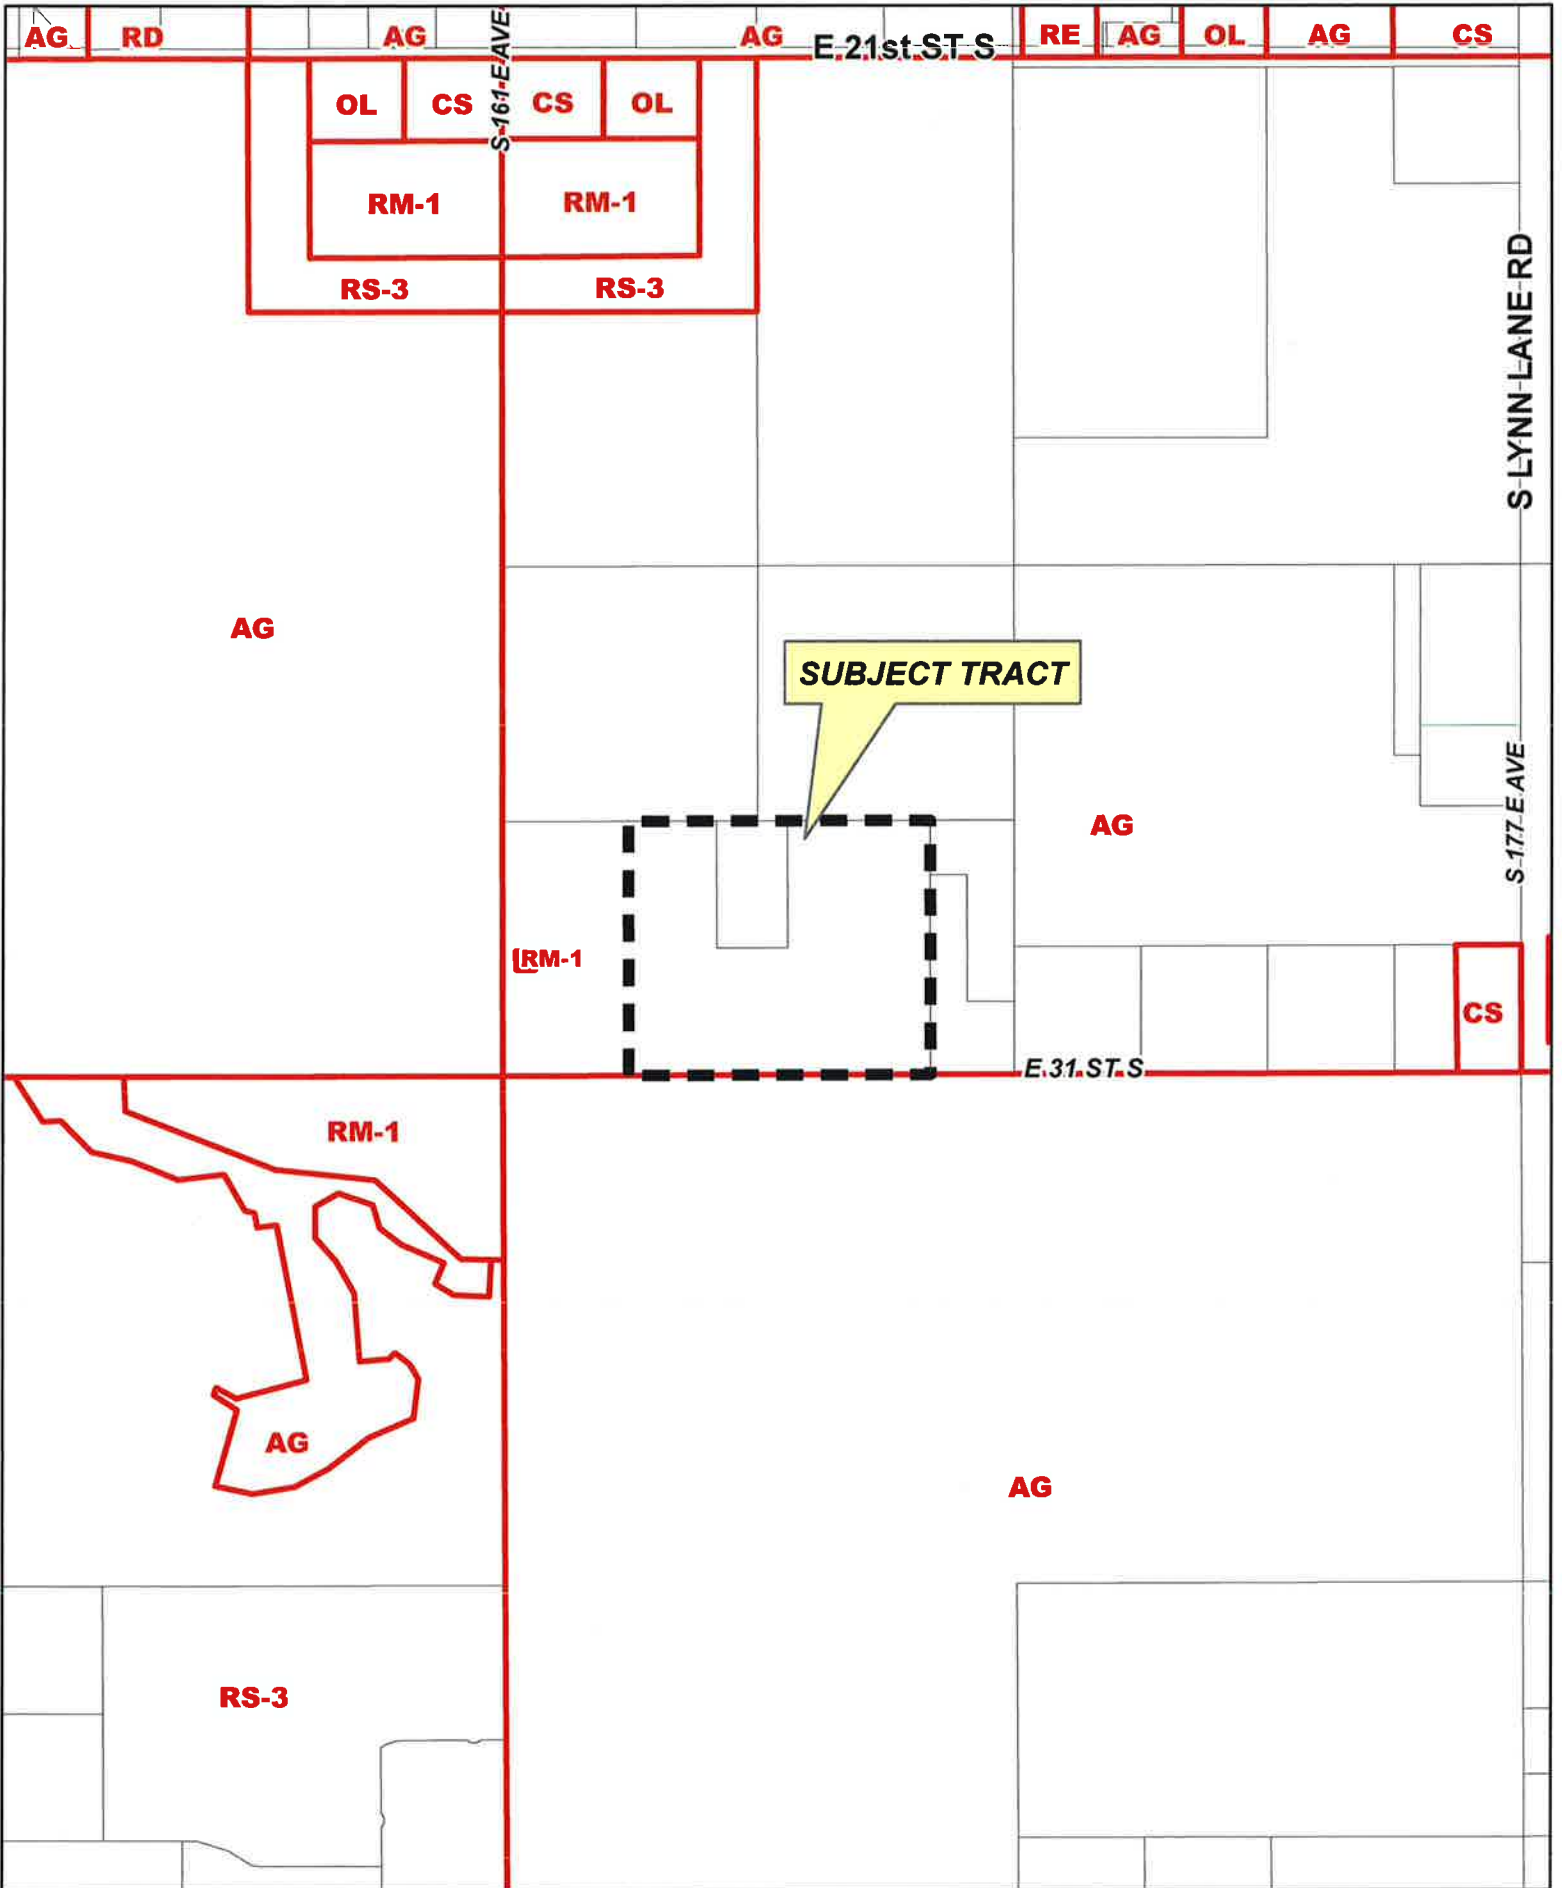 AG RD AG S 161 E AVE AG E 21st ST S RE AG OL AG CS
OL CS CS OL
RM-1 RM-1
RS-3 RS-3
S LYNN LANE RD
AG
SUBJECT TRACT
AG
S 177 E AVE
RM-1
CS
E 31 ST S
RM-1
AG
AG
RS-3